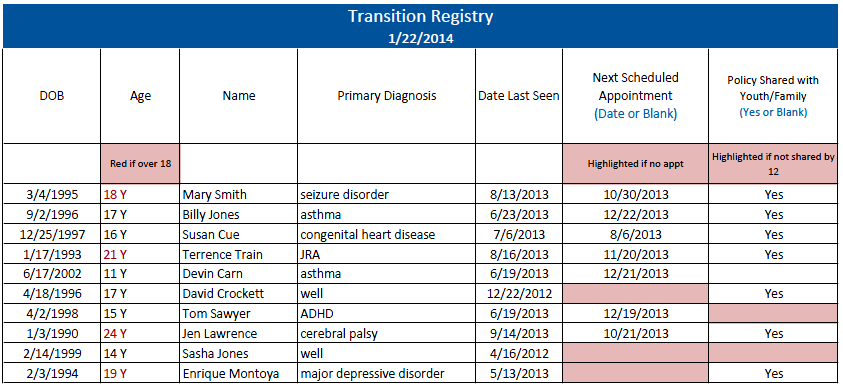 Transition Registry
1/22/2014
DOB Age Name Primary Diagnosis Date Last Seen Next Scheduled Appointment (Date or Blank) Policy Shared with Youth/Family (Yes or Blank)
Red if over 18 Highlighted if no appt Highlighted if not shared by 12
3/4/1995 18 Y Mary Smith seizure disorder 8/13/2013 10/30/2013 Yes
9/2/1996 17 Y Billy Jones asthma 6/23/2013 12/22/2013 Yes
12/25/1997 16 Y Susan Cue congenital heart disease 7/6/2013 8/6/2013 Yes
1/17/1993 21 Y Terrence Train JRA 8/16/2013 11/20/2013 Yes
6/17/2002 11 Y Devin Carn asthma 6/19/2013 12/21/2013
4/18/1996 17 Y David Crockett well 12/22/2012 Yes
4/2/1998 15 Y Tom Sawyer ADHD 6/19/2013 12/19/2013
1/3/1990 24 Y Jen Lawrence cerebral palsy 9/14/2013 10/21/2013 Yes
2/14/1999 14 Y Sasha Jones well 4/16/2012
2/3/1994 19 Y Enrique Montoya major depressive disorder 5/13/2013 Yes